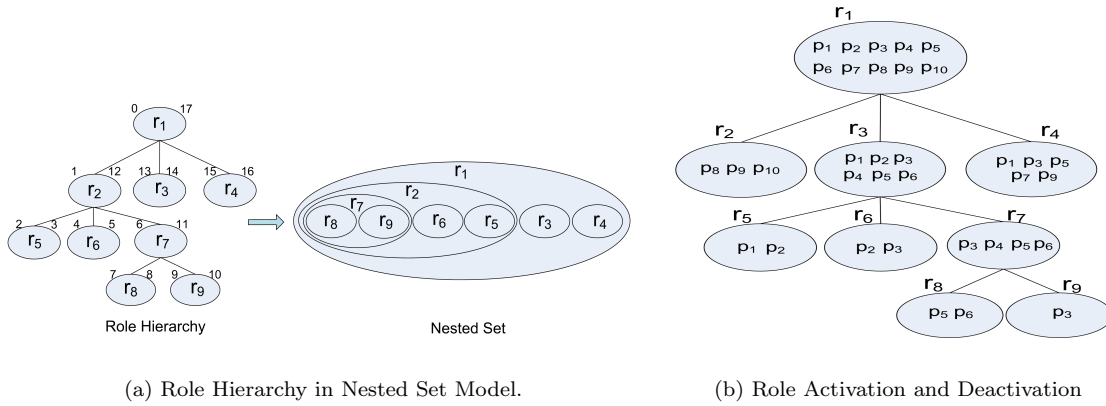 0 17
r1
1 12 13 14 15 16
r2 r3 r4
2 3 4 5 6 11
r5 r6 r7
7 8 9 10
r8 r9
Role Hierarchy
r1
r2
r7
r8 r9 r6 r5 r3 r4
Nested Set
(a) Role Hierarchy in Nested Set Model.
r1
p1 p2 p3 p4 p5
p6 p7 p8 p9 p10
r2 r3 r4
p8 p9 p10
p1 p2 p3
p4 p5 p6
p1 p3 p5
p7 p9
r5 r6 r7
p1 p2
p2 p3
p3 p4 p5 p6
r8 r9
p5 p6
p3
(b) Role Activation and Deactivation